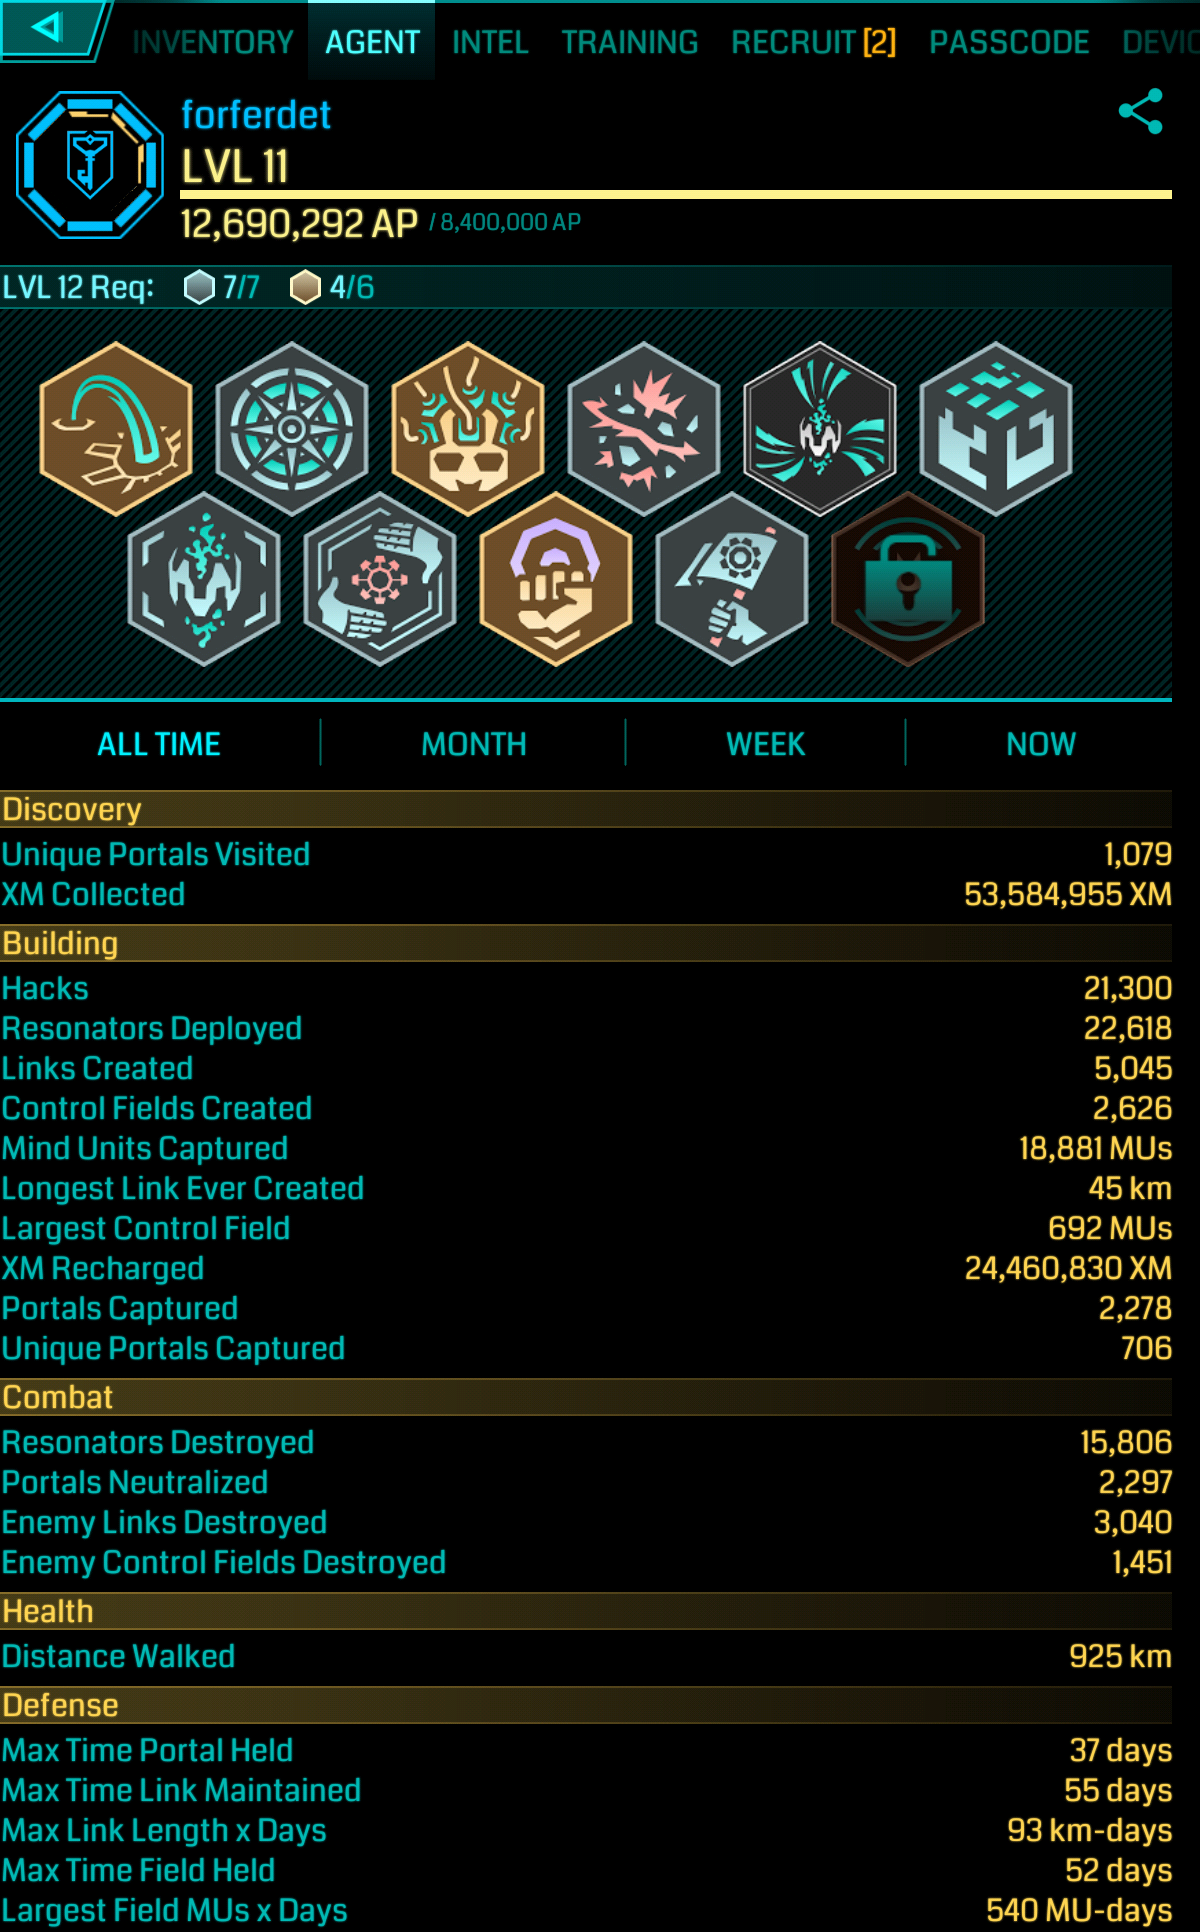 INVENTORY AGENT INTEL TRAINING RECRUIT [2] PASSCODE
forferdet
LVL 11
12,690,292 AP / 8,400,000 AP
LVL 12 Req: 7/7 4/6
ALL TIME MONTH WEEK NOW
Discovery
Unique Portals Visited 1,079
XM Collected 53,584,955 XM
Building
Hacks 21,300
Resonators Deployed 22,618
Links Created 5,045
Control Fields Created 2,626
Mind Units Captured 18,881 MUs
Longest Link Ever Created 45 km
Largest Control Field 692 MUs
XM Recharged 24,460,830 XM
Portals Captured 2,278
Unique Portals Captured 706
Combat
Resonators Destroyed 15,806
Portals Neutralized 2,297
Enemy Links Destroyed 3,040
Enemy Control Fields Destroyed 1,451
Health
Distance Walked 925 km
Defense
Max Time Portal Held 37 days
Max Time Link Maintained 55 days
Max Link Length x Days 93 km-days
Max Time Field Held 52 days
Largest Field MUs x Days 540 MU-days